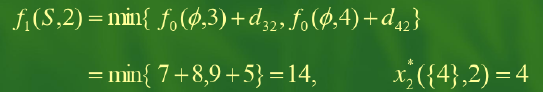 f₁(S,2) = min{ f₀(ϕ,3) + d₃₂, f₀(ϕ,4) + d₄₂}
= min{ 7 + 8,9 + 5} = 14, x₂*({4},2) = 4